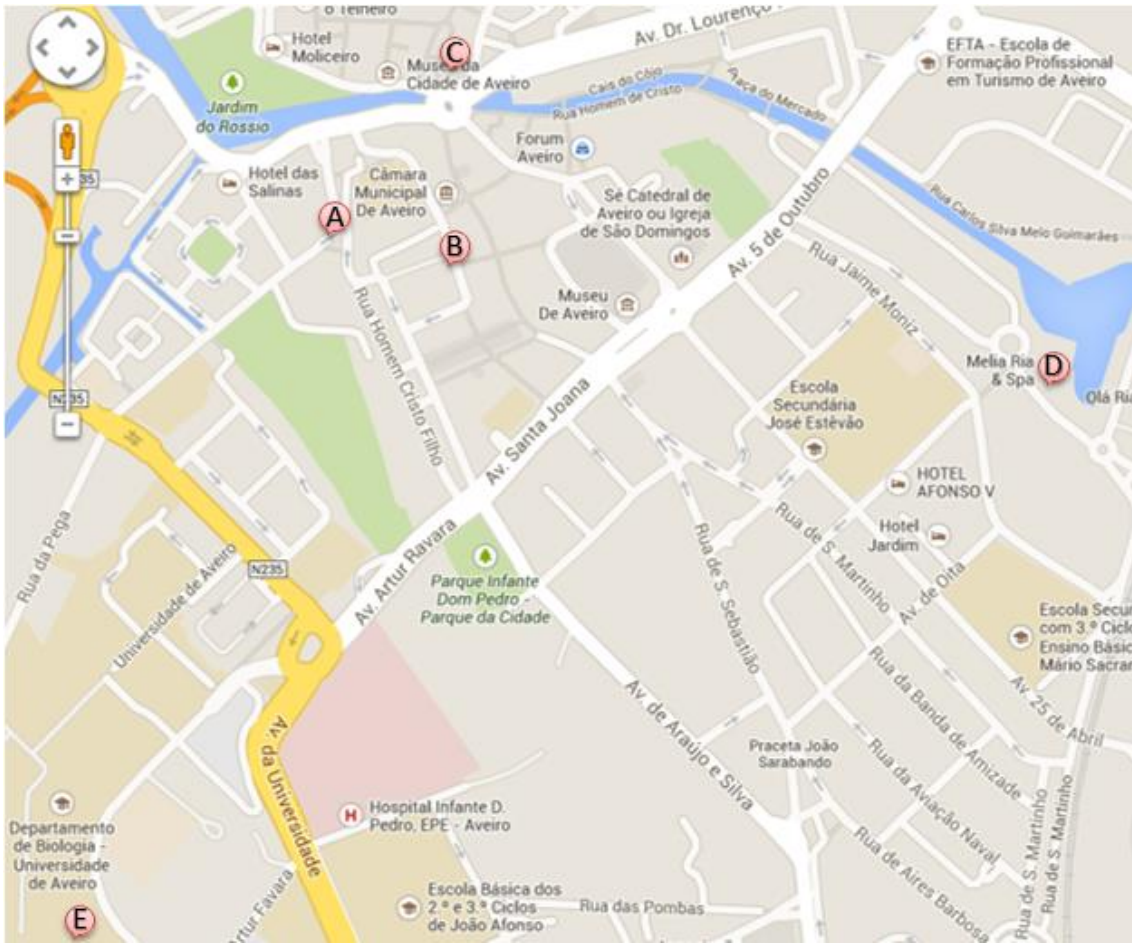 o Teineiro
Hotel
Moliceiro
C
Museu da
Cidade de Aveiro
Av. Dr. Lourenço
EFTA - Escola de
Formação Profissional
em Turismo de Aveiro
Jardim
do Rossio
Cais do Côjo
Rua Homem de Cristo
Praça do Mercado
Forum
Aveiro
Hotel das
Salinas
Câmara
Municipal
De Aveiro
A
B
Sé Catedral de
Aveiro ou Igreja
de São Domingos
Av. 5 de Outubro
Rua Carlos Silva Melo Guimarães
Rua Jaime Moniz
Museu
De Aveiro
Rua Homem Cristo Filho
Melia Ria
& Spa
D
Olá Ria
Escola
Secundária
José Estêvão
Av. Santa Joana
HOTEL
AFONSO V
Hotel
Jardim
Rua da Pega
N235
Universidade de Aveiro
Av. Artur Ravara
Parque Infante
Dom Pedro -
Parque da Cidade
Rua de S. Sebastião
Rua de S. Martinho
Av. de Oita
Escola Secun
com 3.º Ciclo
Ensino Básic
Mário Sacran
Av. 25 de Abril
Rua da Banda de Amizade
Rua da Aviação Naval
Av. de Araújo e Silva
Praceta João
Sarabando
Av. da Universidade
H
Hospital Infante D.
Pedro, EPE - Aveiro
Departamento
de Biologia -
Universidade
de Aveiro
E
Artur Favara
Escola Básica dos
2.º e 3.º Ciclos
de João Afonso
Rua das Pombas
Rua de Aires Barbosa
Rua de S. Martinho
Rua de S. Martinho